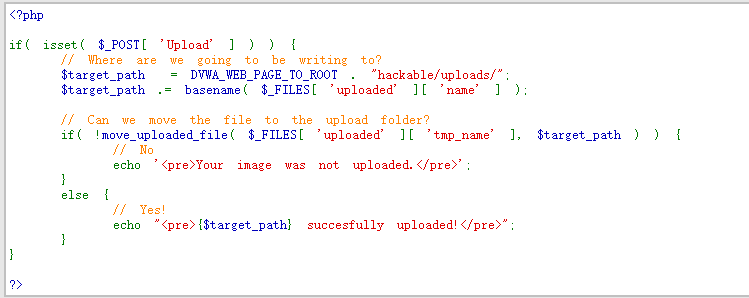 <?php
if( isset( $_POST[ 'Upload' ] ) ) {
// Where are we going to be writing to?
$target_path = DVWA_WEB_PAGE_TO_ROOT . "hackable/uploads/";
$target_path .= basename( $_FILES[ 'uploaded' ][ 'name' ] );
// Can we move the file to the upload folder?
if( !move_uploaded_file( $_FILES[ 'uploaded' ][ 'tmp_name' ], $target_path ) ) {
// No
echo '<pre>Your image was not uploaded.</pre>';
}
else {
// Yes!
echo "<pre>{$target_path} succesfully uploaded!</pre>";
}
}
?>